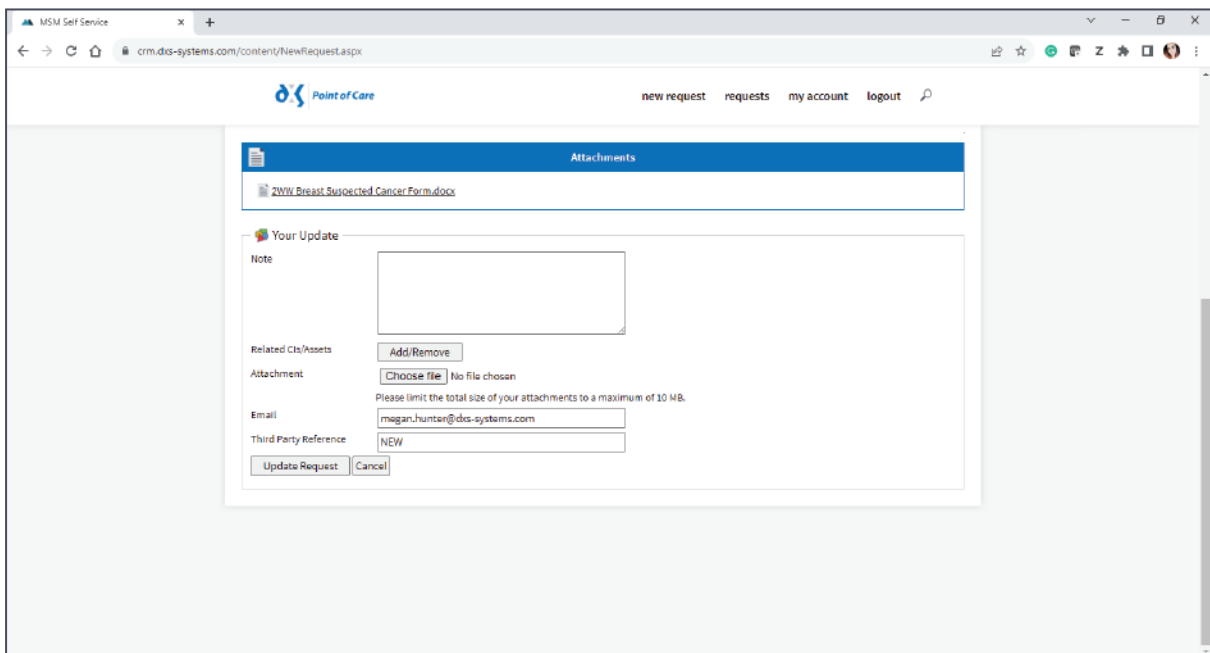 MSM Self Service
crm.dxs-systems.com/content/NewRequest.aspx
Point of Care
new request requests my account logout
Attachments
2WW Breast Suspected Cancer Form.docx
Your Update
Note
Related CIs/Assets Add/Remove
Attachment Choose file No file chosen
Please limit the total size of your attachments to a maximum of 10 MB.
Email megan.hunter@dxs-systems.com
Third Party Reference NEW
Update Request Cancel